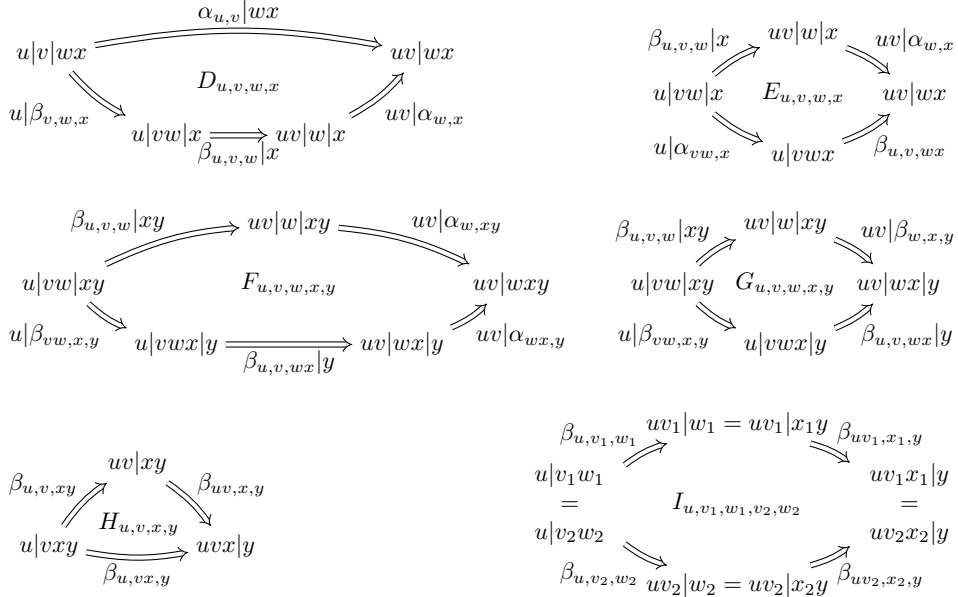 α_{u,v}|wx
u|v|wx
uv|wx
D_{u,v,w,x}
u|β_{v,w,x}
uv|α_{w,x}
u|vw|x
uv|w|x
β_{u,v,w}|x
uv|w|x
β_{u,v,w}|x
uv|α_{w,x}
u|vw|x
E_{u,v,w,x}
uv|wx
u|α_{vw,x}
β_{u,v,wx}
u|vwx
β_{u,v,w}|xy
uv|w|xy
uv|α_{w,xy}
u|vw|xy
F_{u,v,w,x,y}
uv|wxy
u|β_{vw,x,y}
u|vwx|y
uv|wx|y
uv|α_{wx,y}
β_{u,v,wx}|y
uv|w|xy
β_{u,v,w}|xy
uv|β_{w,x,y}
u|vw|xy
G_{u,v,w,x,y}
uv|wx|y
u|β_{vw,x,y}
β_{u,v,wx}|y
u|vwx|y
uv|xy
β_{u,v,xy}
β_{uv,x,y}
H_{u,v,x,y}
u|vxy
uvx|y
β_{u,vx,y}
uv_1|w_1 = uv_1|x_1y
β_{u,v_1,w_1}
β_{uv_1,x_1,y}
u|v_1w_1
uv_1x_1|y
=
I_{u,v_1,w_1,v_2,w_2}
=
u|v_2w_2
uv_2x_2|y
β_{u,v_2,w_2}
β_{uv_2,x_2,y}
uv_2|w_2 = uv_2|x_2y